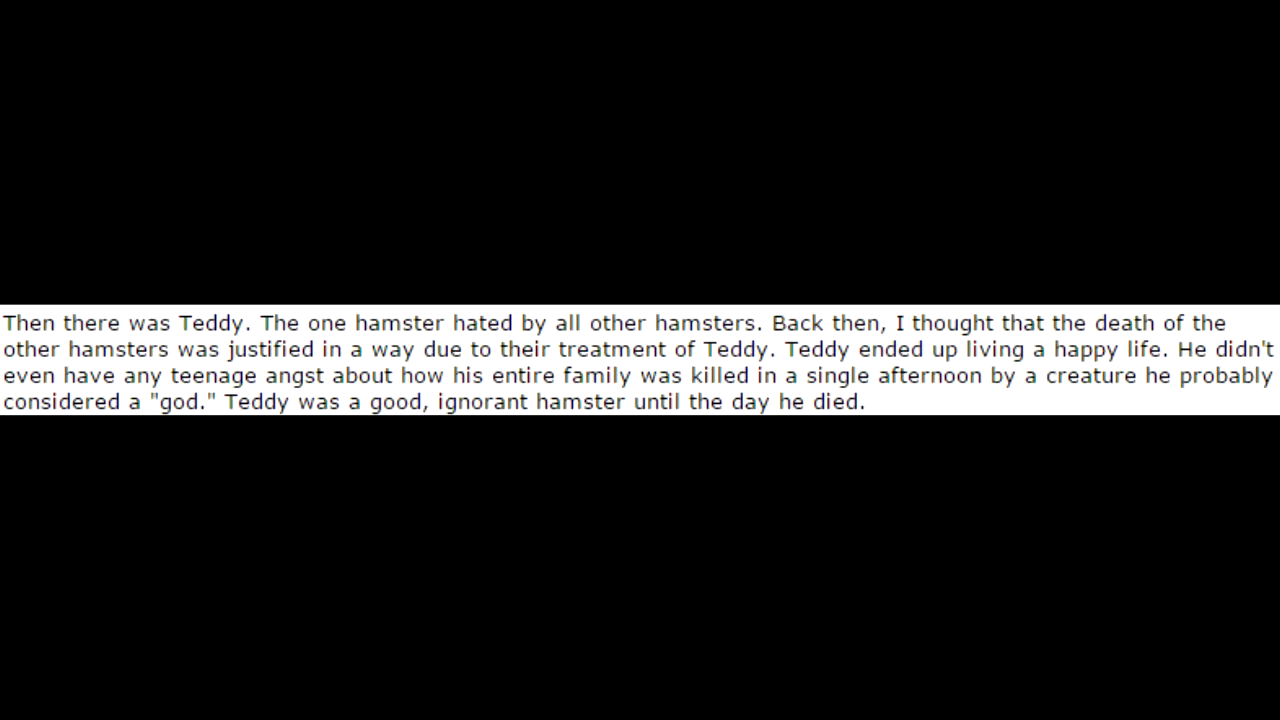 Then there was Teddy. The one hamster hated by all other hamsters. Back then, I thought that the death of the
other hamsters was justified in a way due to their treatment of Teddy. Teddy ended up living a happy life. He didn't
even have any teenage angst about how his entire family was killed in a single afternoon by a creature he probably
considered a "god." Teddy was a good, ignorant hamster until the day he died.